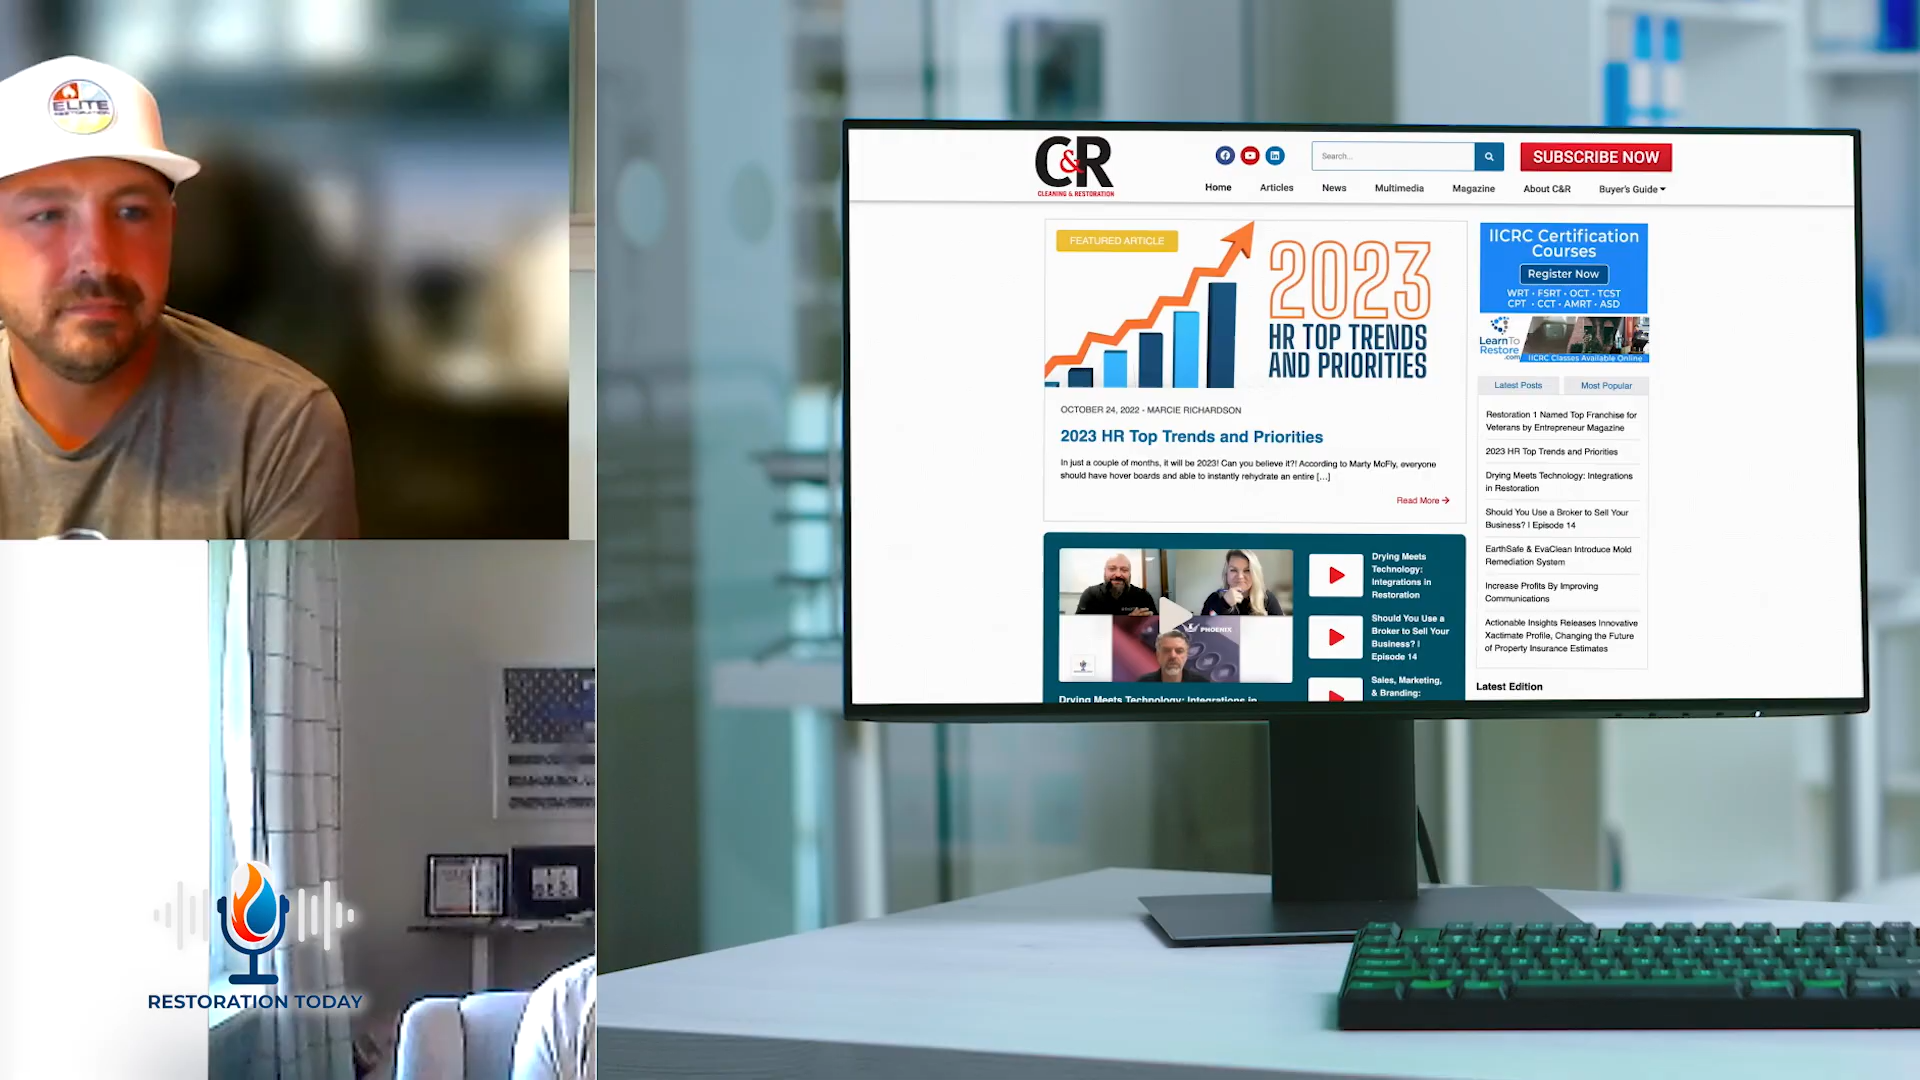 ELITE
RESTORATION
RESTORATION TODAY
C&R
CLEANING & RESTORATION
Search...
SUBSCRIBE NOW
Home
Articles
News
Multimedia
Magazine
About C&R
Buyer's Guide
FEATURED ARTICLE
2023
HR TOP TRENDS
AND PRIORITIES
OCTOBER 24, 2022 - MARCIE RICHARDSON
2023 HR Top Trends and Priorities
In just a couple of months, it will be 2023! Can you believe it?! According to Marty McFly, everyone
should have hover boards and able to instantly rehydrate an entire [...]
Read More
PHOENIX
Drying Meets Technology: Integrations in
Drying Meets
Technology:
Integrations in
Restoration
Should You Use a
Broker to Sell Your
Business? |
Episode 14
Sales, Marketing,
& Branding:
IICRC Certification
Courses
Register Now
WRT • FSRT • OCT • TCST
CPT • CCT • AMRT • ASD
LearnTo
Restore
.com
IICRC Classes Available Online
Latest Posts
Most Popular
Restoration 1 Named Top Franchise for
Veterans by Entrepreneur Magazine
2023 HR Top Trends and Priorities
Drying Meets Technology: Integrations
in Restoration
Should You Use a Broker to Sell Your
Business? | Episode 14
EarthSafe & EvaClean Introduce Mold
Remediation System
Increase Profits By Improving
Communications
Actionable Insights Releases Innovative
Xactimate Profile, Changing the Future
of Property Insurance Estimates
Latest Edition